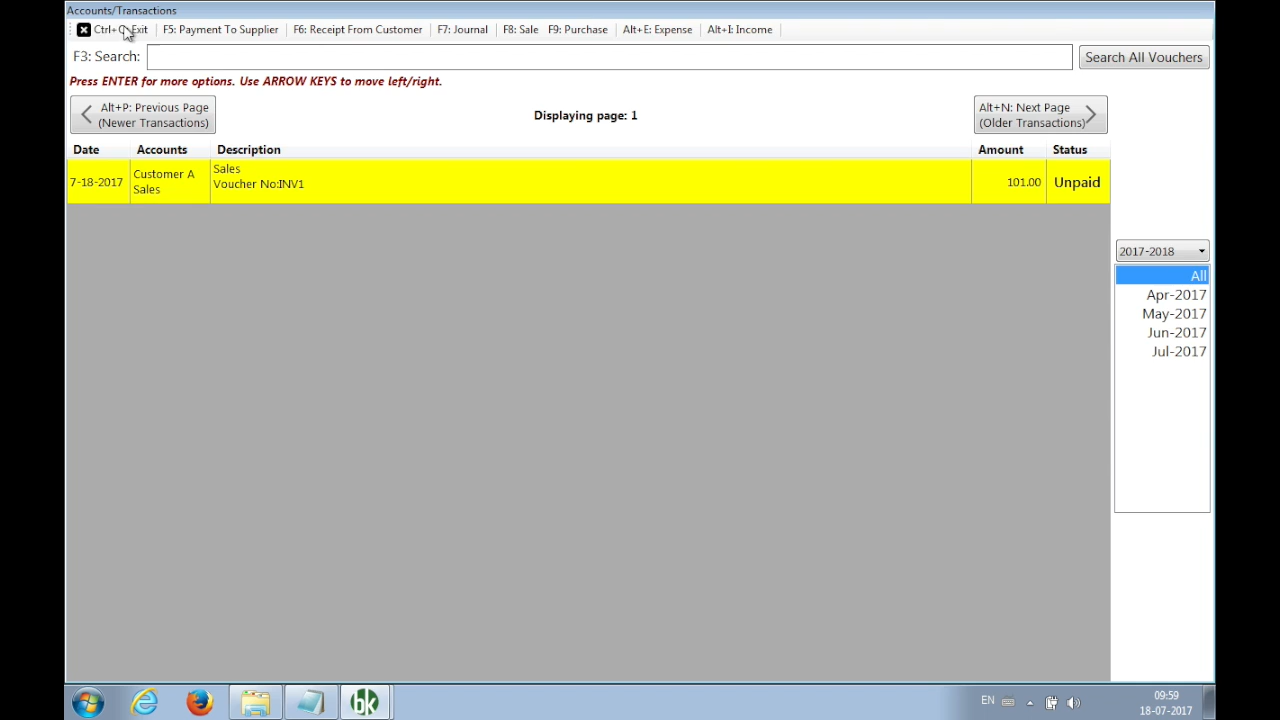 Accounts/Transactions
Ctrl+ Exit F5: Payment To Supplier F6: Receipt From Customer F7: Journal F8: Sale F9: Purchase Alt+E: Expense Alt+I: Income
F3: Search: Search All Vouchers
Press ENTER for more options. Use ARROW KEYS to move left/right.
Alt+P: Previous Page
(Newer Transactions)
Displaying page: 1
Alt+N: Next Page
(Older Transactions)
Date Accounts Description Amount Status
7-18-2017
Customer A
Sales
Sales
Voucher No:INV1
101.00 Unpaid
2017-2018
All
Apr-2017
May-2017
Jun-2017
Jul-2017
bk
EN
09:59
18-07-2017